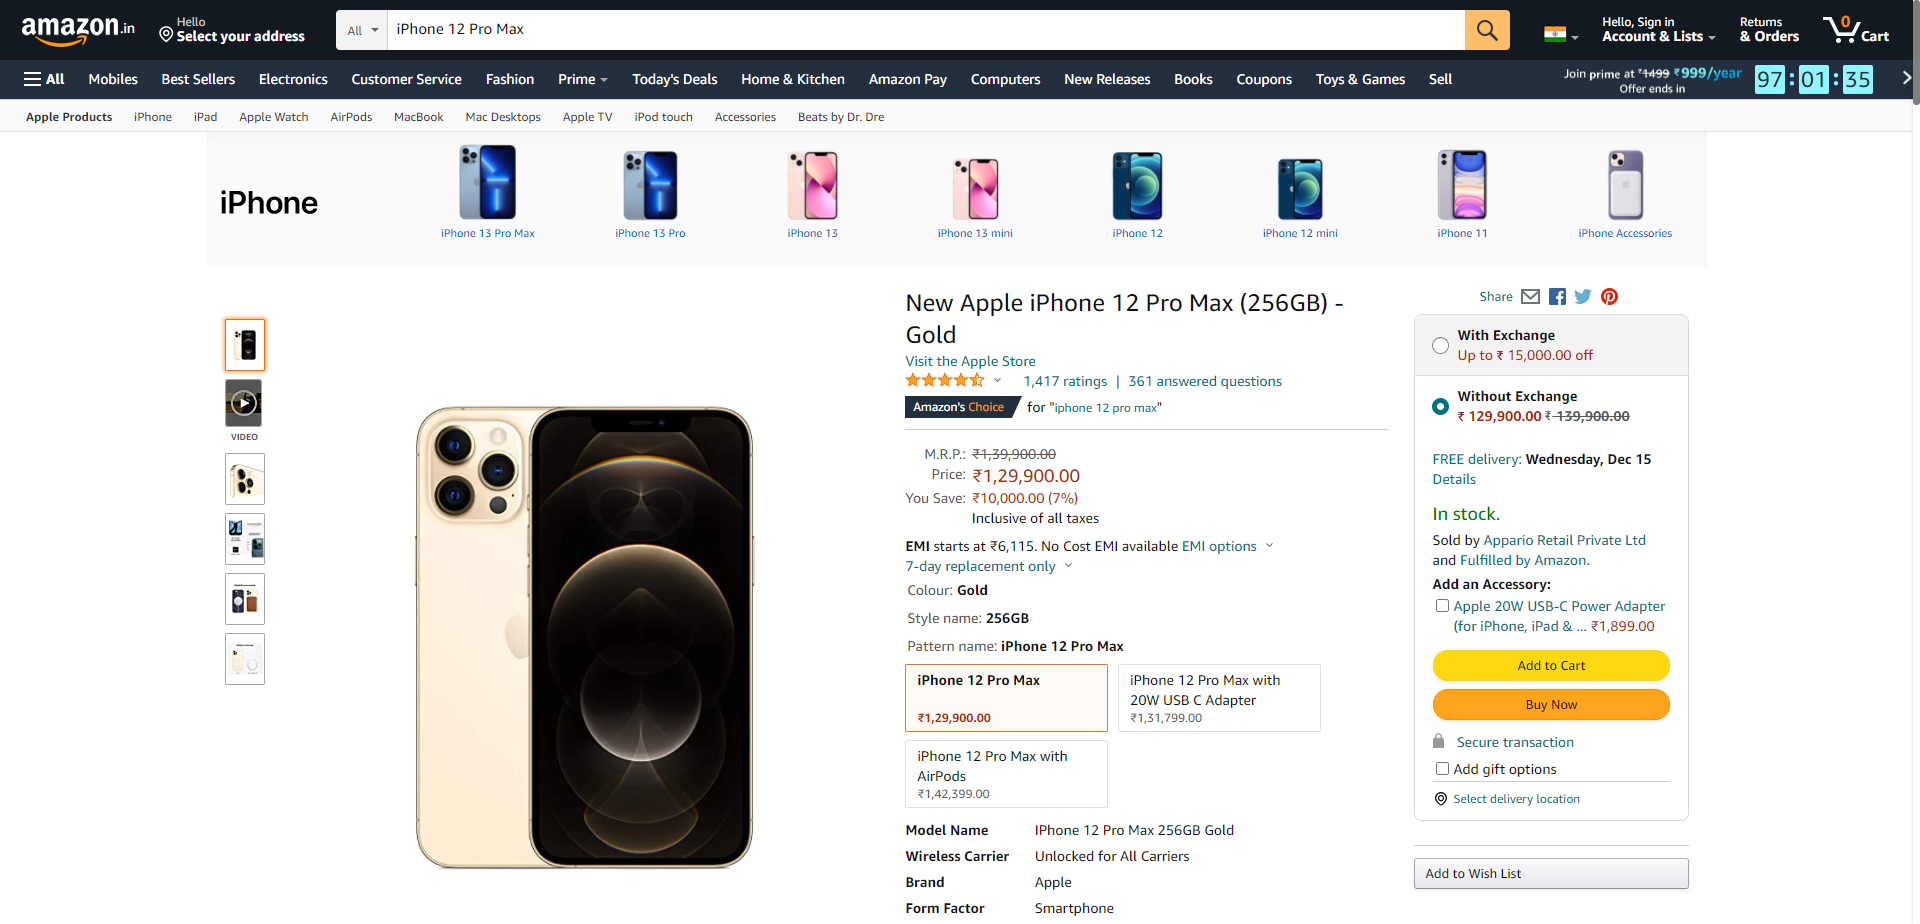 amazon.in
Hello
Select your address
All
iPhone 12 Pro Max
Hello, Sign in
Account & Lists
Returns
& Orders
0
Cart
All
Mobiles
Best Sellers
Electronics
Customer Service
Fashion
Prime
Today's Deals
Home & Kitchen
Amazon Pay
Computers
New Releases
Books
Coupons
Toys & Games
Sell
Join prime at ₹1499 ₹999/year
Offer ends in
97:01:35
Apple Products
iPhone
iPad
Apple Watch
AirPods
MacBook
Mac Desktops
Apple TV
iPod touch
Accessories
Beats by Dr. Dre
iPhone
iPhone 13 Pro Max
iPhone 13 Pro
iPhone 13
iPhone 13 mini
iPhone 12
iPhone 12 mini
iPhone 11
iPhone Accessories
VIDEO
New Apple iPhone 12 Pro Max (256GB) -
Gold
Visit the Apple Store
1,417 ratings | 361 answered questions
Amazon's Choice for "iphone 12 pro max"
M.R.P.: ₹1,39,900.00
Price: ₹1,29,900.00
You Save: ₹10,000.00 (7%)
Inclusive of all taxes
EMI starts at ₹6,115. No Cost EMI available EMI options
7-day replacement only
Colour: Gold
Style name: 256GB
Pattern name: iPhone 12 Pro Max
iPhone 12 Pro Max
₹1,29,900.00
iPhone 12 Pro Max with
20W USB C Adapter
₹1,31,799.00
iPhone 12 Pro Max with
AirPods
₹1,42,399.00
Model Name IPhone 12 Pro Max 256GB Gold
Wireless Carrier Unlocked for All Carriers
Brand Apple
Form Factor Smartphone
Share
With Exchange
Up to ₹ 15,000.00 off
Without Exchange
₹ 129,900.00 ₹ 139,900.00
FREE delivery: Wednesday, Dec 15
Details
In stock.
Sold by Appario Retail Private Ltd
and Fulfilled by Amazon.
Add an Accessory:
Apple 20W USB-C Power Adapter
(for iPhone, iPad & ... ₹1,899.00
Add to Cart
Buy Now
Secure transaction
Add gift options
Select delivery location
Add to Wish List